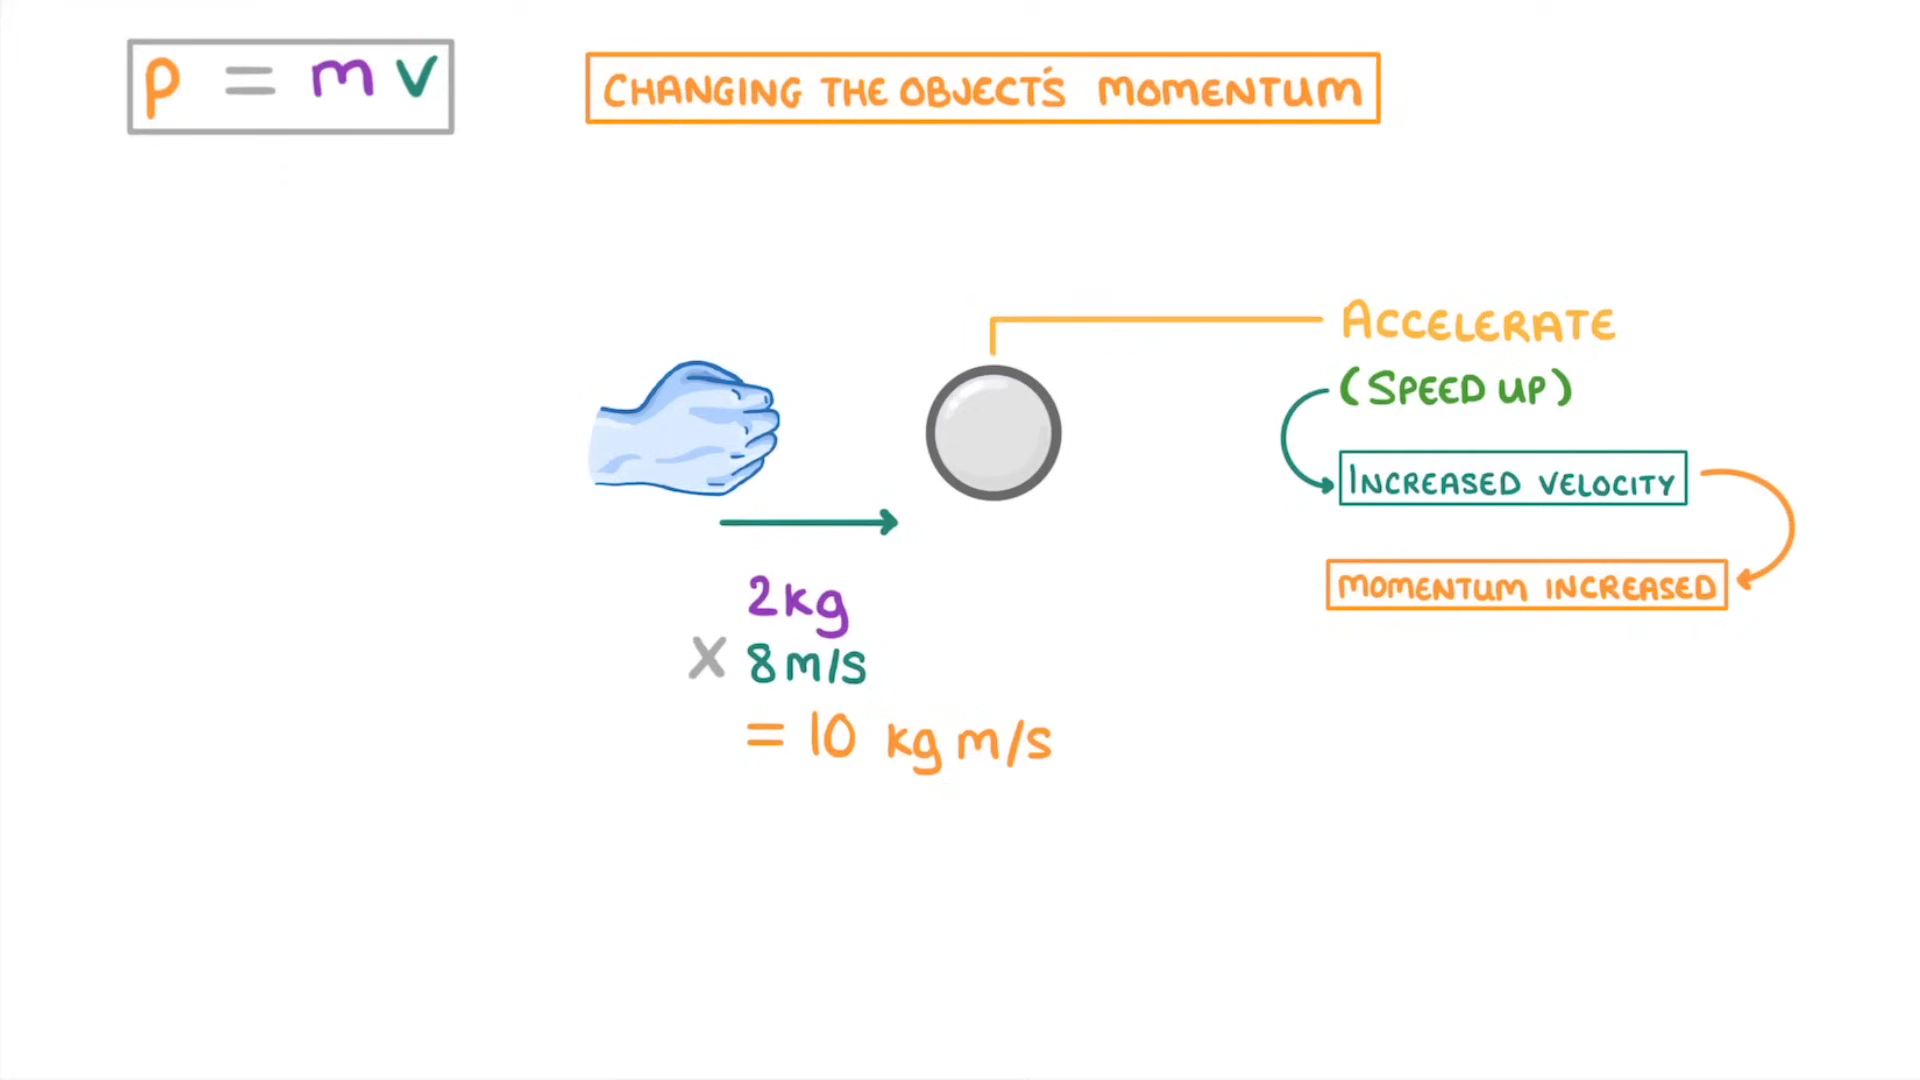 p = mv
CHANGING THE OBJECT'S MOMENTUM
ACCELERATE
(SPEED UP)
INCREASED VELOCITY
MOMENTUM INCREASED
2kg
X 8m/s
= 10 kg m/s